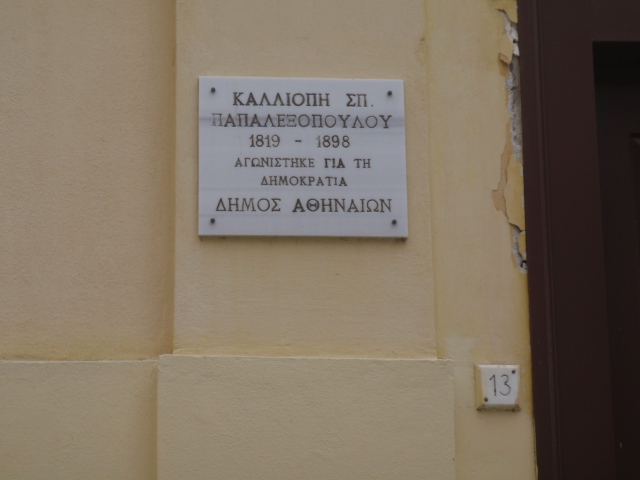 ΚΑΛΛΙΟΠΗ ΣΠ.
ΠΑΠΑΛΕΞΟΠΟΥΛΟΥ
1819 - 1898
ΑΓΩΝΙΣΤΗΚΕ ΓΙΑ ΤΗ
ΔΗΜΟΚΡΑΤΙΑ
ΔΗΜΟΣ ΑΘΗΝΑΙΩΝ
13